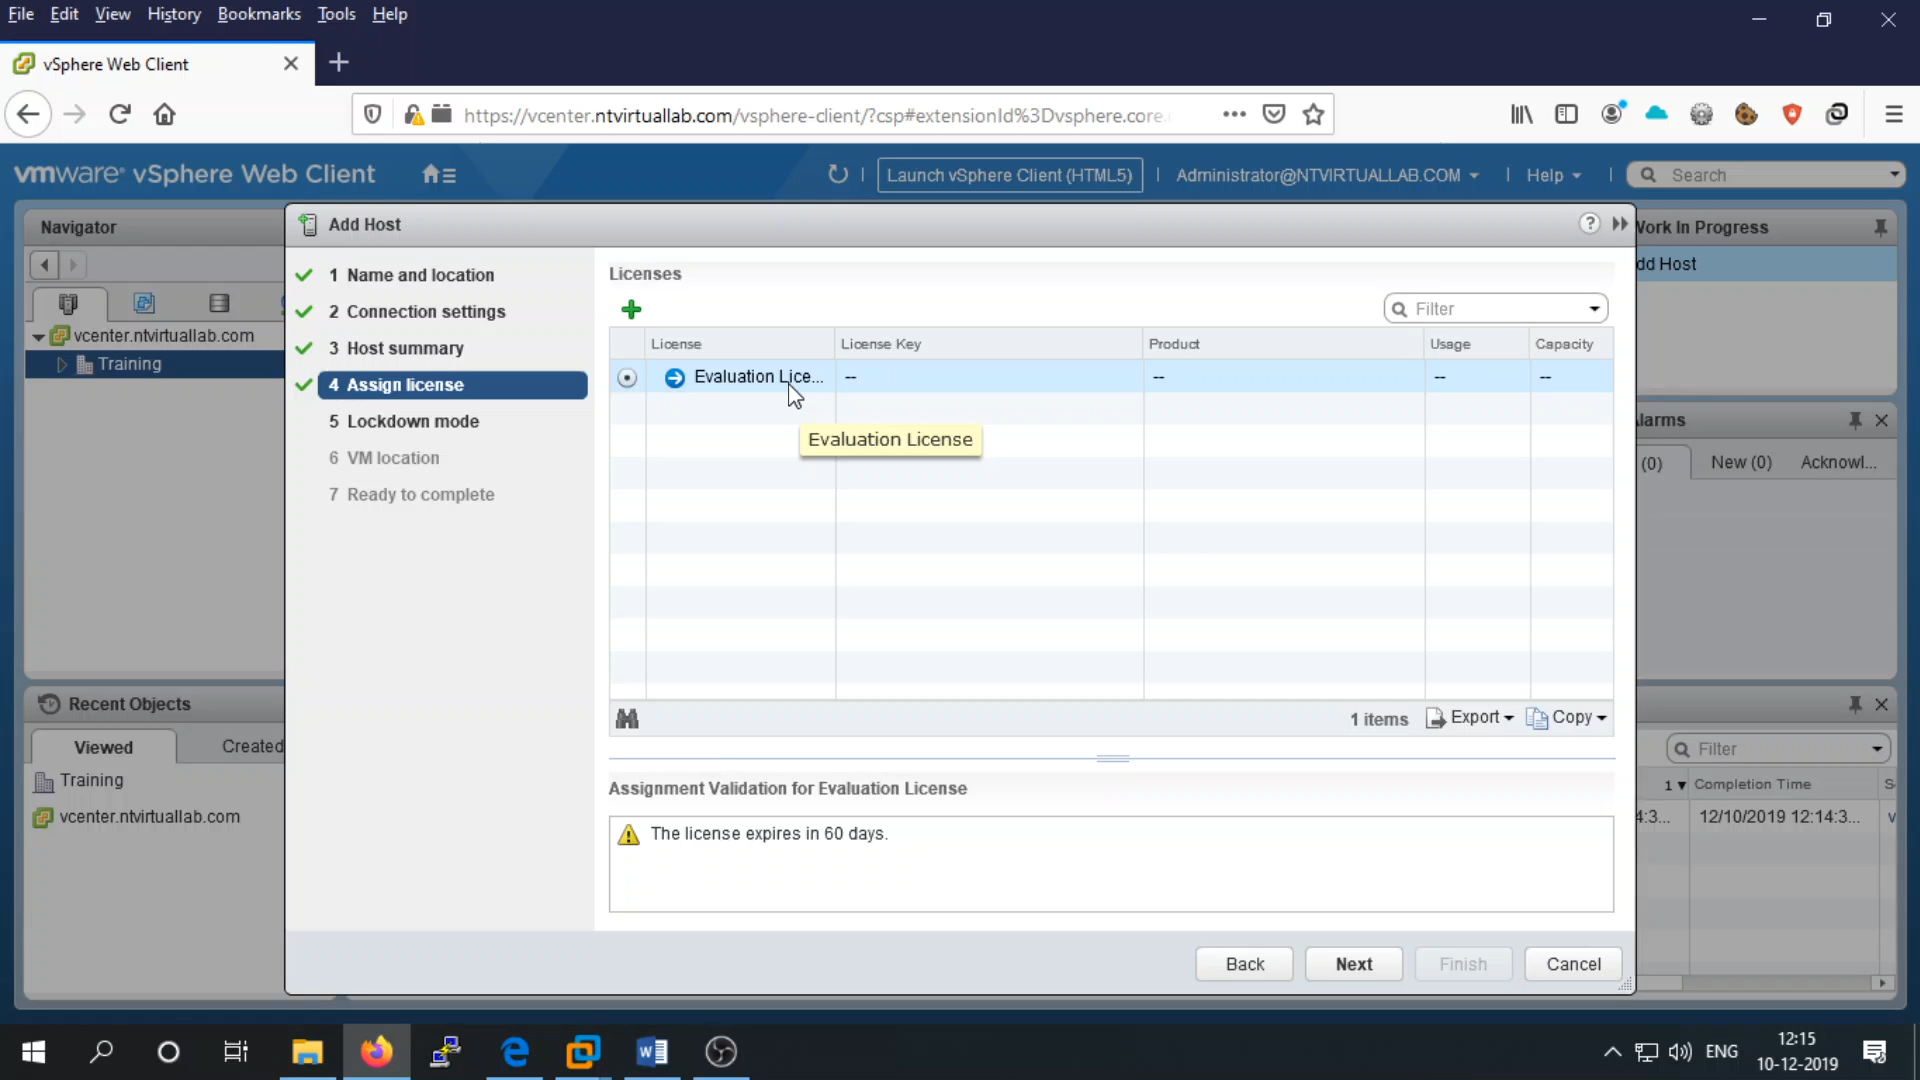 File Edit View History Bookmarks Tools Help
vSphere Web Client
https://vcenter.ntvirtuallab.com/vsphere-client/?csp#extensionId%3Dvsphere.core.
vmware® vSphere Web Client
Launch vSphere Client (HTML5)
Administrator@NTVIRTUALLAB.COM
Help
Search
Navigator
vcenter.ntvirtuallab.com
Training
Recent Objects
Viewed
Created
Training
vcenter.ntvirtuallab.com
Add Host
1 Name and location
2 Connection settings
3 Host summary
4 Assign license
5 Lockdown mode
6 VM location
7 Ready to complete
Licenses
Filter
License License Key Product Usage Capacity
Evaluation Lice... -- -- -- --
Evaluation License
1 items Export Copy
Assignment Validation for Evaluation License
The license expires in 60 days.
Back Next Finish Cancel
Work In Progress
dd Host
larms
(0) New (0) Acknowl...
Filter
1 Completion Time S
4:3... 12/10/2019 12:14:3... v
ENG
12:15
10-12-2019